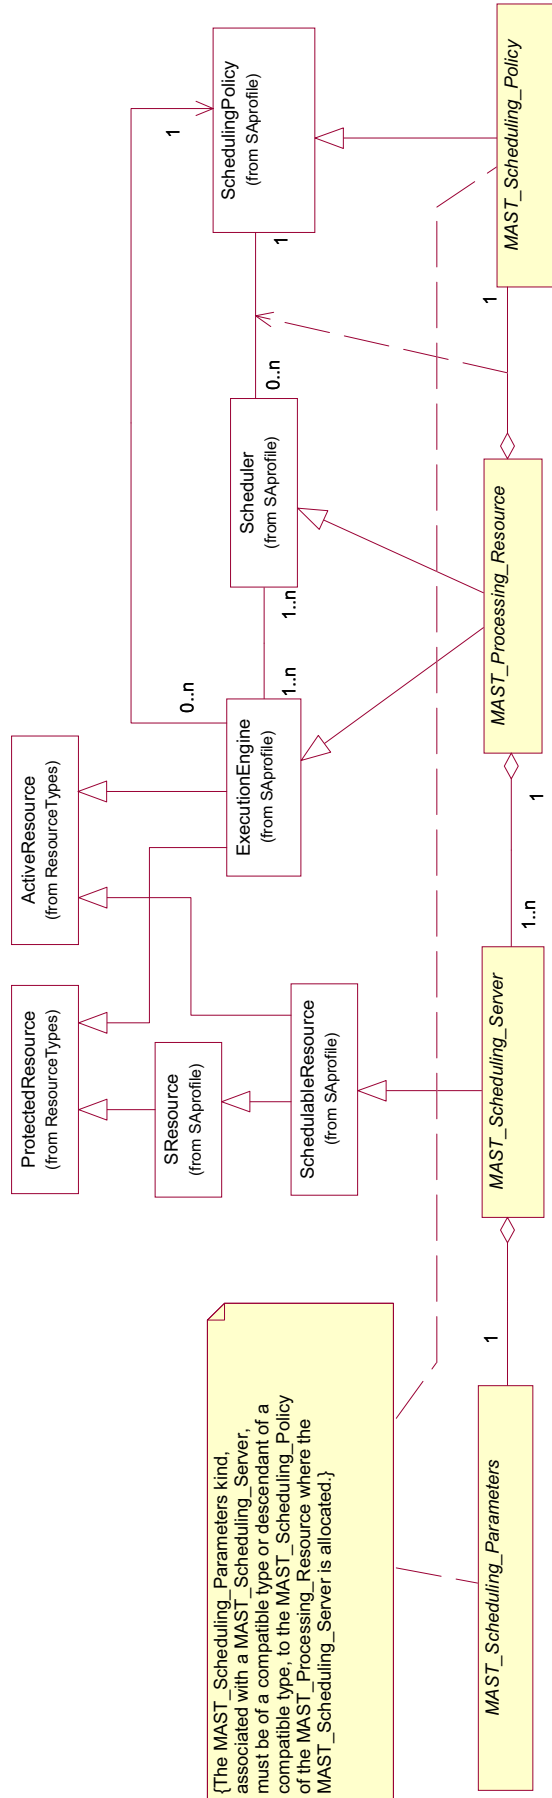 ProtectedResource
(from ResourceTypes)
ActiveResource
(from ResourceTypes)
SResource
(from SAprofile)
SchedulableResource
(from SAprofile)
ExecutionEngine
(from SAprofile)
0..n
1..n
1..n
Scheduler
(from SAprofile)
0..n
1
1
SchedulingPolicy
(from SAprofile)
{The MAST_Scheduling_Parameters kind,
associated with a MAST_Scheduling_Server,
must be of a compatible type or descendant of a
compatible type, to the MAST_Scheduling_Policy
of the MAST_Processing_Resource where the
MAST_Scheduling_Server is allocated.}
MAST_Scheduling_Parameters
1
MAST_Scheduling_Server
1..n
1
MAST_Processing_Resource
1
MAST_Scheduling_Policy